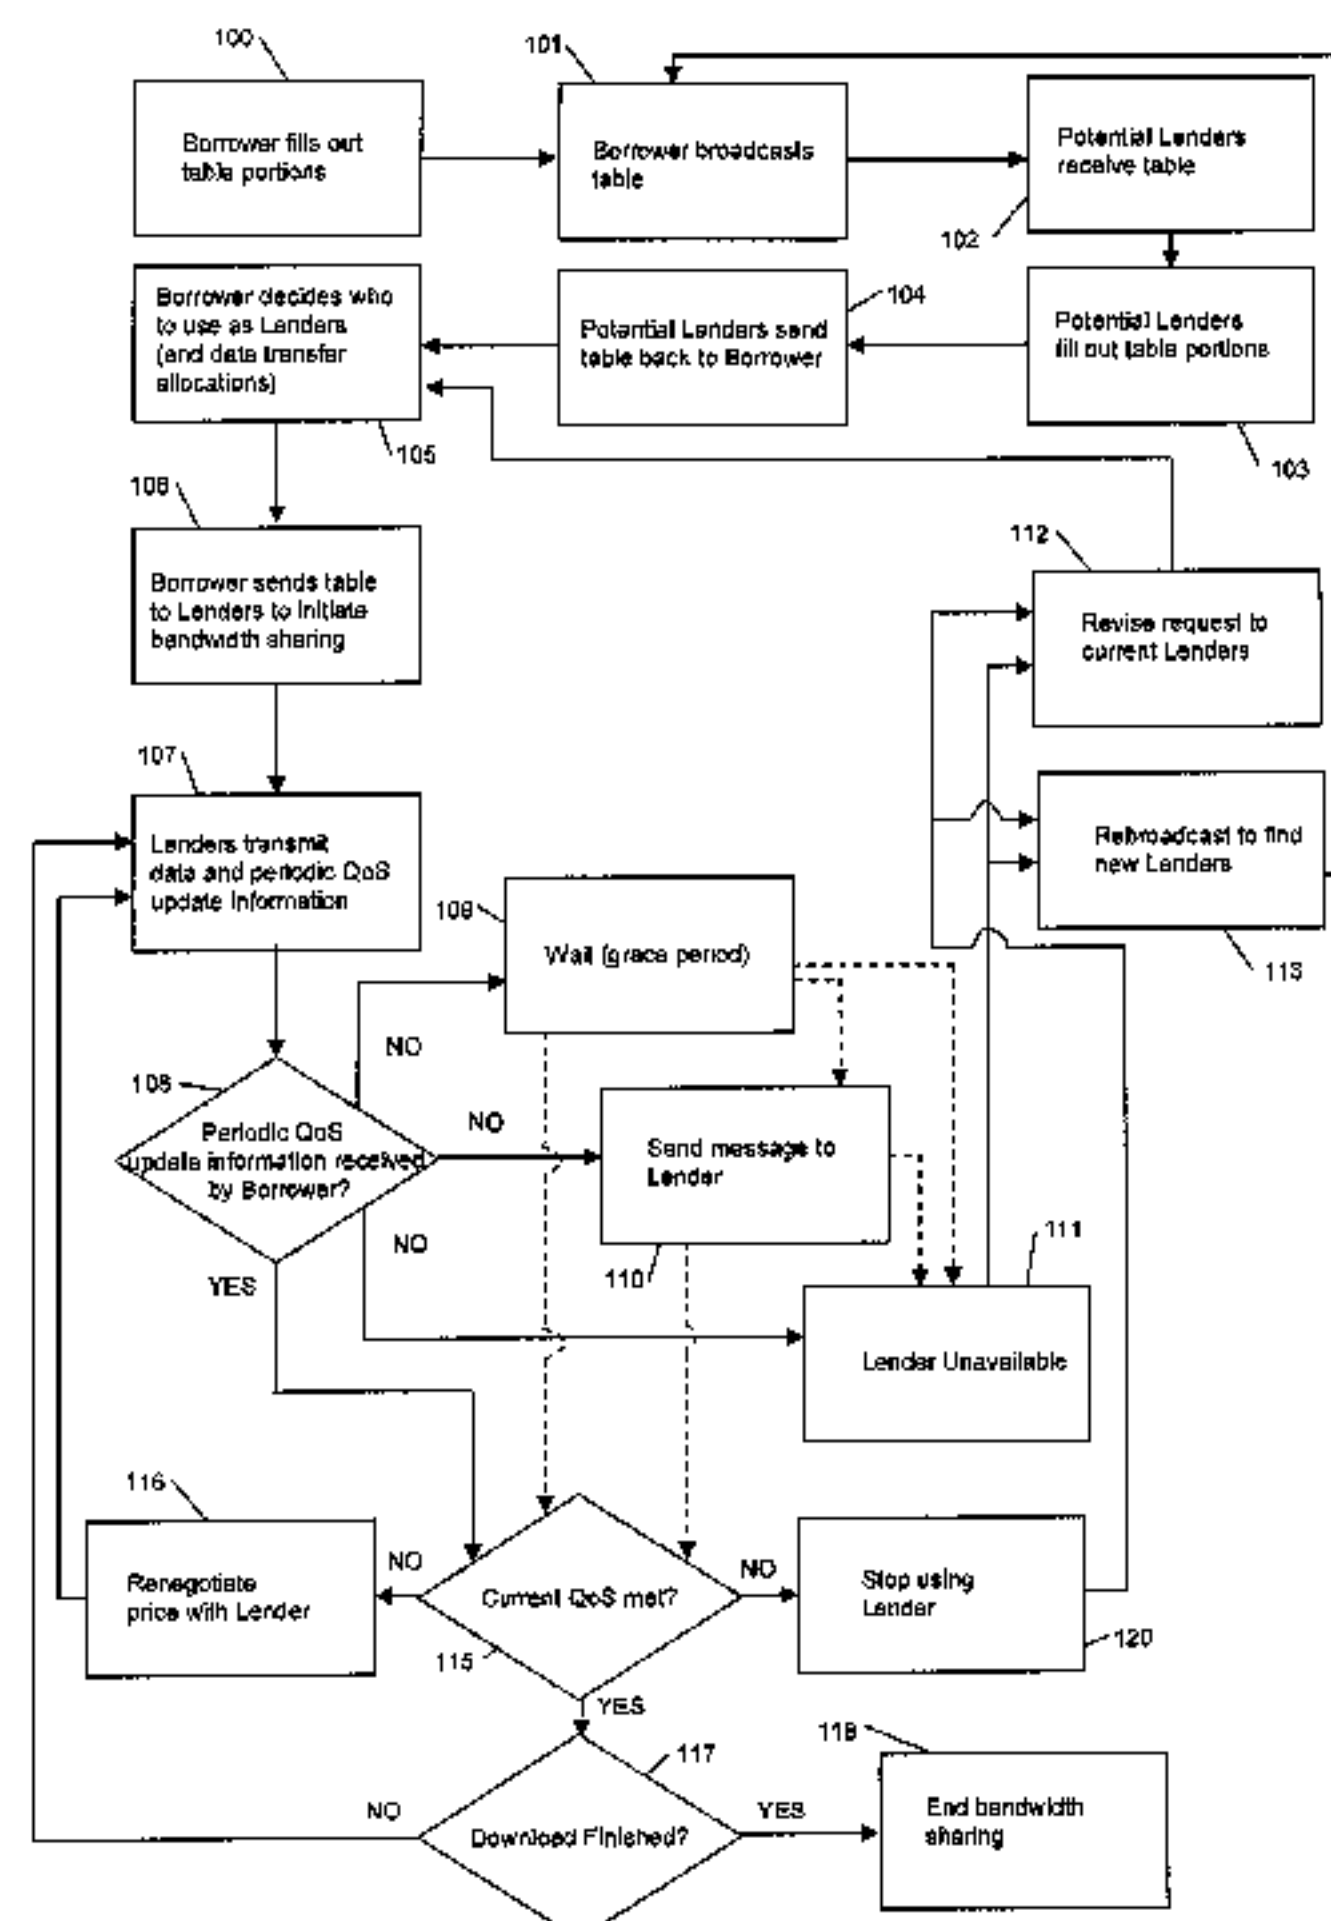 100
101
Borrower fills out
table portions
Borrower broadcasts
table
Potential Lenders
receive table
102
Borrower decides who
to use as Lenders
(and data transfer
allocations)
104
Potential Lenders send
table back to Borrower
Potential Lenders
fill out table portions
105
103
106
112
Borrower sends table
to Lenders to initiate
bandwidth sharing
Revise request to
current Lenders
107
Lenders transmit
data and periodic QoS
update information
Rebroadcast to find
new Lenders
109
Wait (grace period)
113
NO
108
NO
Periodic QoS
update information received
by Borrower?
Send message to
Lender
NO
111
110
YES
Lender Unavailable
116
NO
NO
Renegotiate
price with Lender
Current QoS met?
Stop using
Lender
115
120
YES
117
118
NO
YES
End bandwidth
sharing
Download Finished?